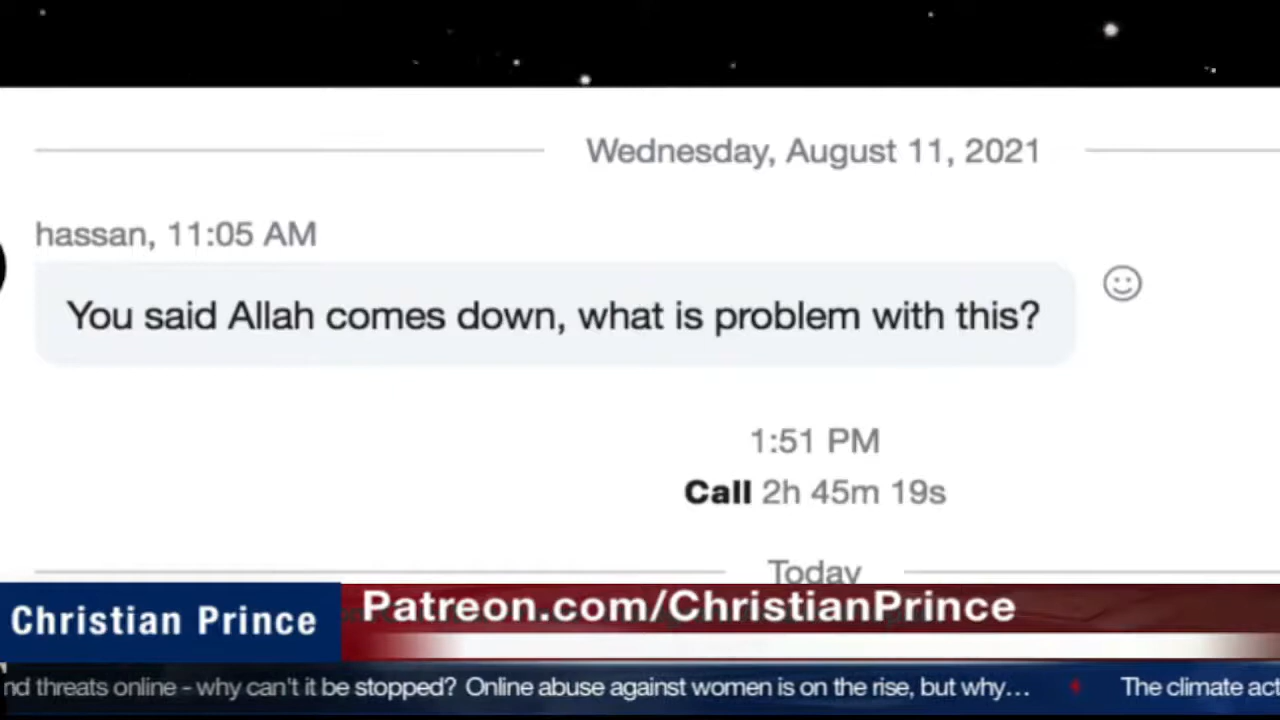 Wednesday, August 11, 2021
hassan, 11:05 AM
You said Allah comes down, what is problem with this?
1:51 PM
Call 2h 45m 19s
Today
Christian Prince
Patreon.com/ChristianPrince
nd threats online - why can't it be stopped? Online abuse against women is on the rise, but why... The climate act